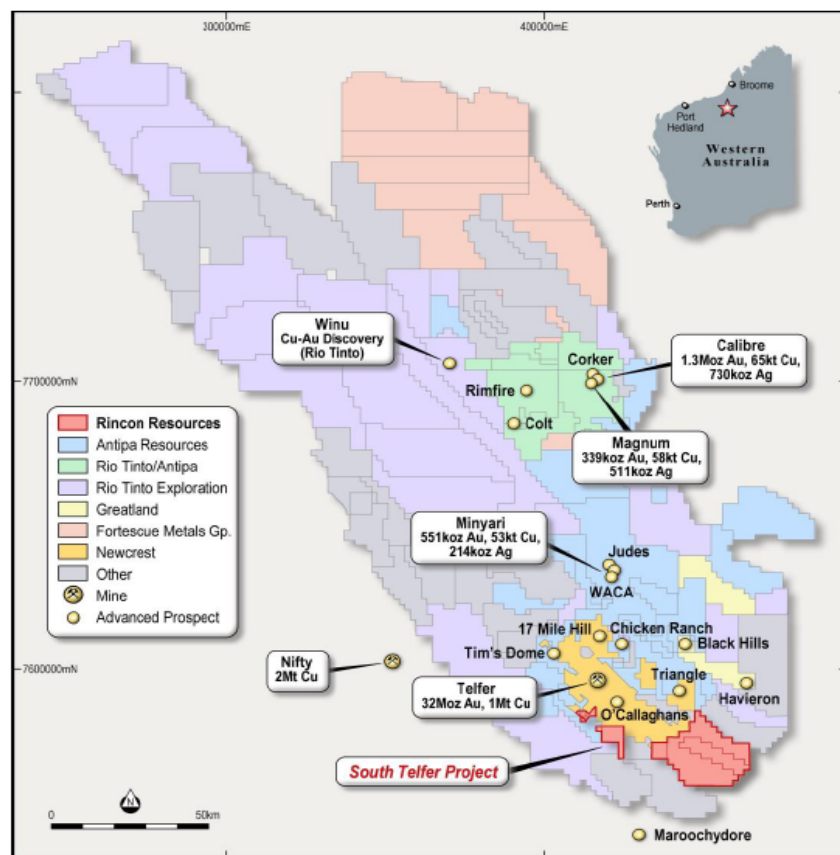 300000mE
400000mE
Broome
Port
Hedland
Western
Australia
Perth
Winu
Cu-Au Discovery
(Rio Tinto)
Corker
Calibre
1.3Moz Au, 65kt Cu,
730koz Ag
7700000mN
Rimfire
Colt
Magnum
339koz Au, 58kt Cu,
511koz Ag
Rincon Resources
Antipa Resources
Rio Tinto/Antipa
Rio Tinto Exploration
Greatland
Fortescue Metals Gp.
Newcrest
Other
Mine
Advanced Prospect
Minyari
551koz Au, 53kt Cu,
214koz Ag
Judes
WACA
17 Mile Hill
Chicken Ranch
Black Hills
Tim's Dome
7600000mN
Nifty
2Mt Cu
Triangle
Telfer
32Moz Au, 1Mt Cu
Havieron
O'Callaghans
South Telfer Project
N
0
50km
Maroochydore